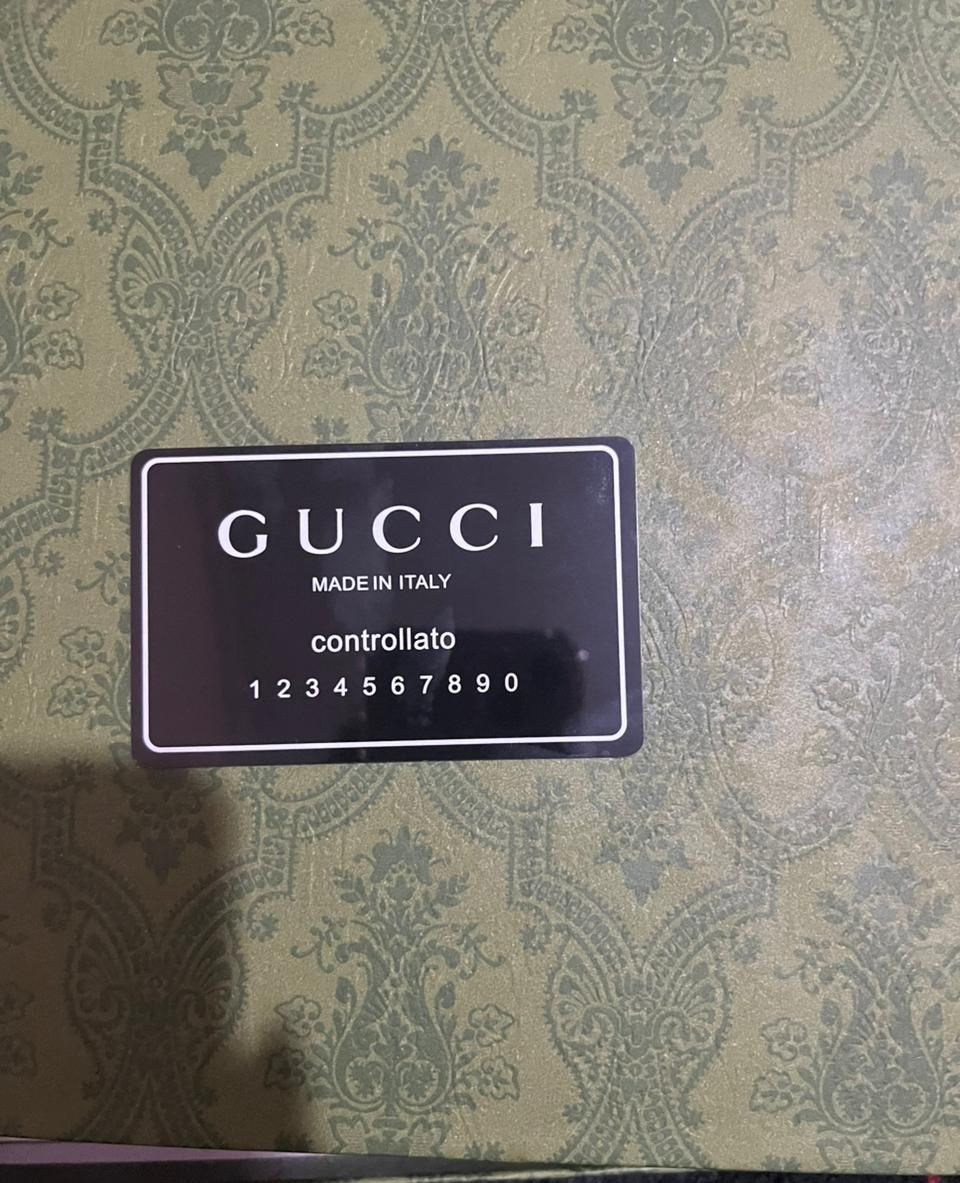 GUCCI
MADE IN ITALY
controllato
1 2 3 4 5 6 7 8 9 0